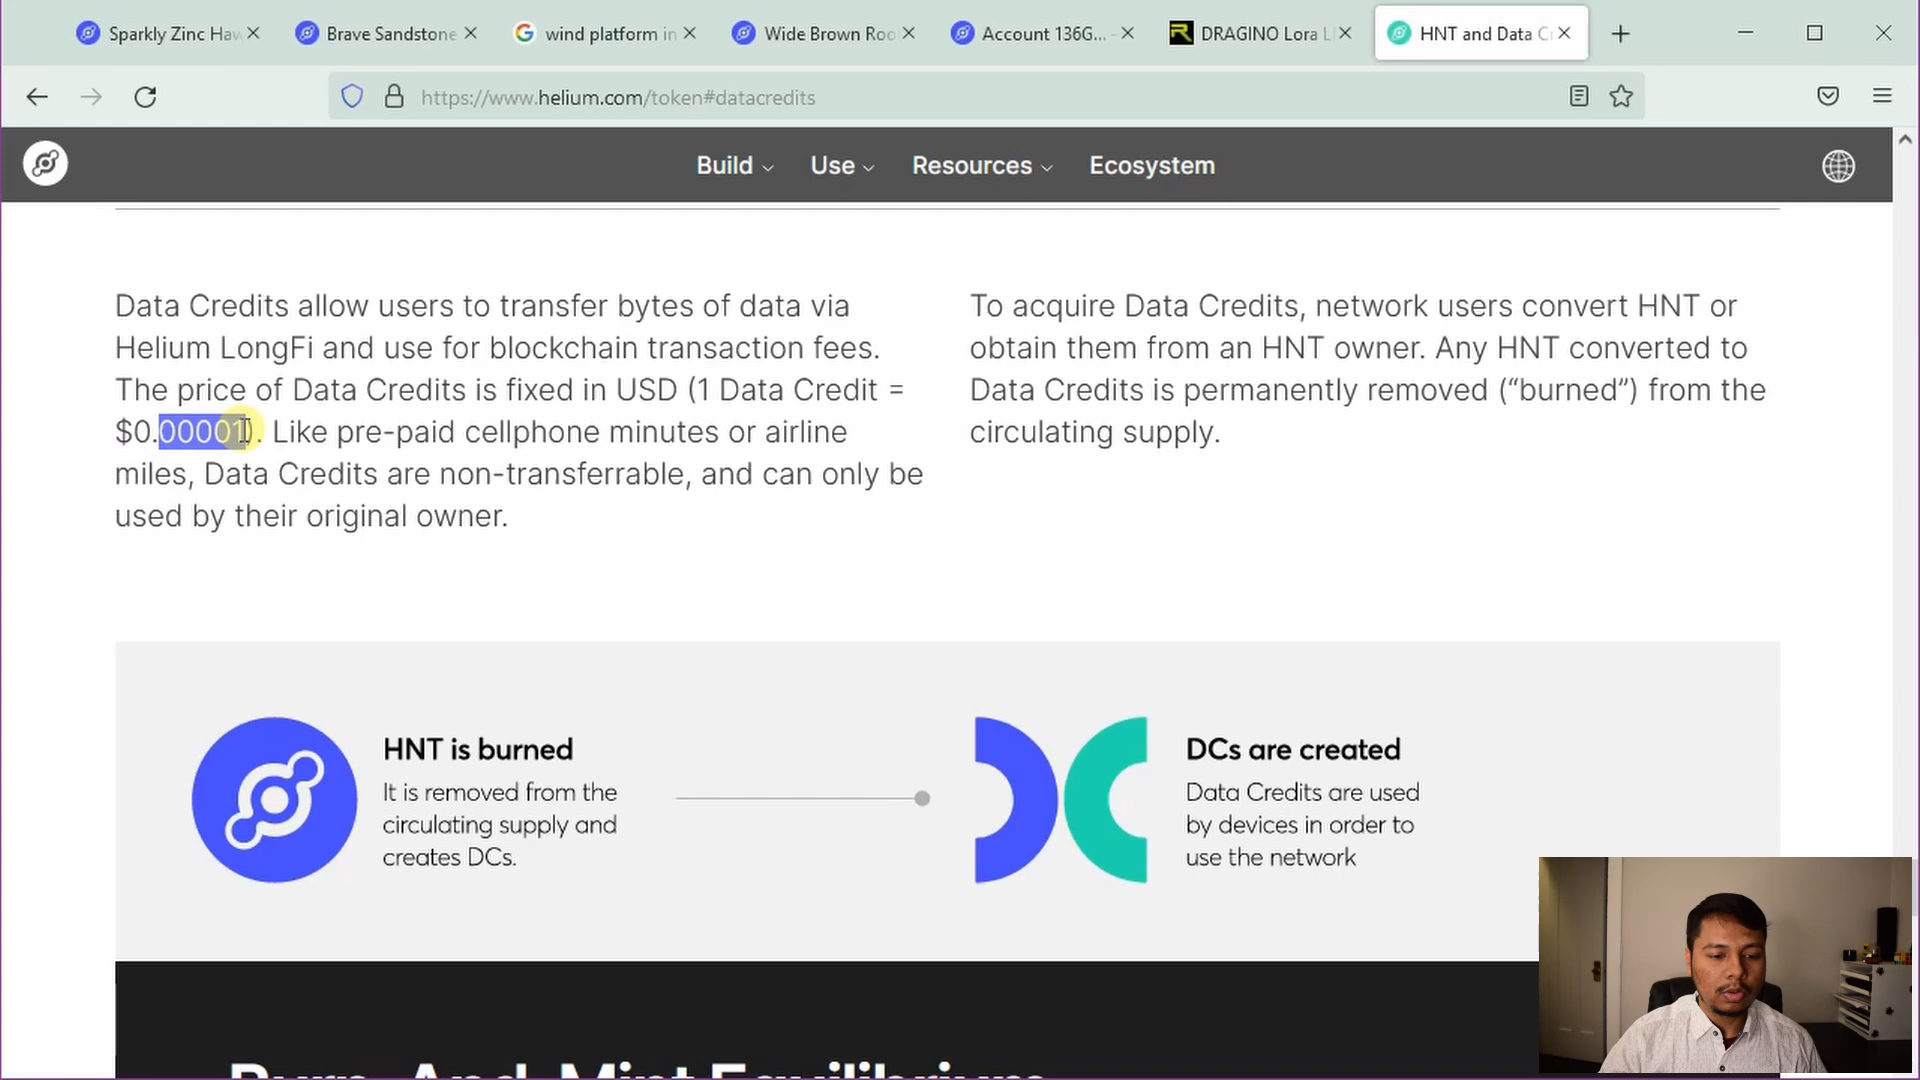 Sparkly Zinc Haw
Brave Sandstone
wind platform in
Wide Brown Roo
Account 136G... -
DRAGINO Lora L
HNT and Data C
https://www.helium.com/token#datacredits
Build
Use
Resources
Ecosystem
Data Credits allow users to transfer bytes of data via
Helium LongFi and use for blockchain transaction fees.
The price of Data Credits is fixed in USD (1 Data Credit =
$0.00001). Like pre-paid cellphone minutes or airline
miles, Data Credits are non-transferrable, and can only be
used by their original owner.
To acquire Data Credits, network users convert HNT or
obtain them from an HNT owner. Any HNT converted to
Data Credits is permanently removed (“burned”) from the
circulating supply.
HNT is burned
It is removed from the
circulating supply and
creates DCs.
DCs are created
Data Credits are used
by devices in order to
use the network
Burn-And-Mint Equilibrium